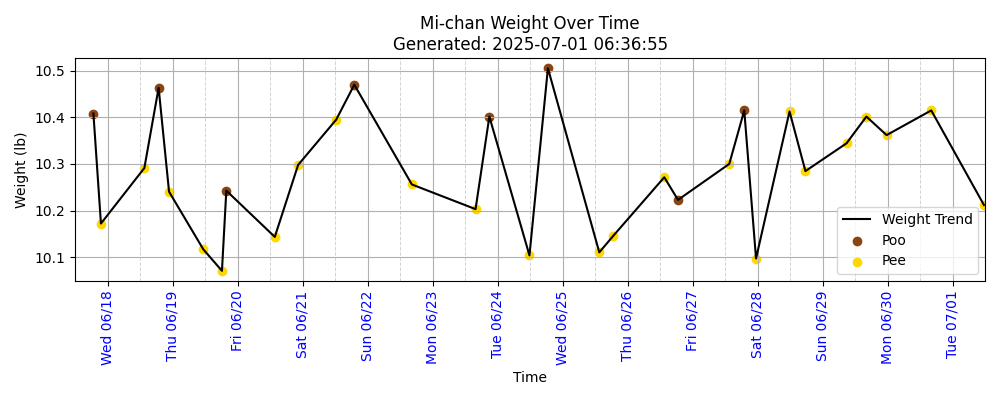 Mi-chan Weight Over Time
Generated: 2025-07-01 06:36:55
Weight (lb)
10.5
10.4
10.3
10.2
10.1
Weight Trend
Poo
Pee
Wed 06/18
Thu 06/19
Fri 06/20
Sat 06/21
Sun 06/22
Mon 06/23
Tue 06/24
Wed 06/25
Thu 06/26
Fri 06/27
Sat 06/28
Sun 06/29
Mon 06/30
Tue 07/01
Time